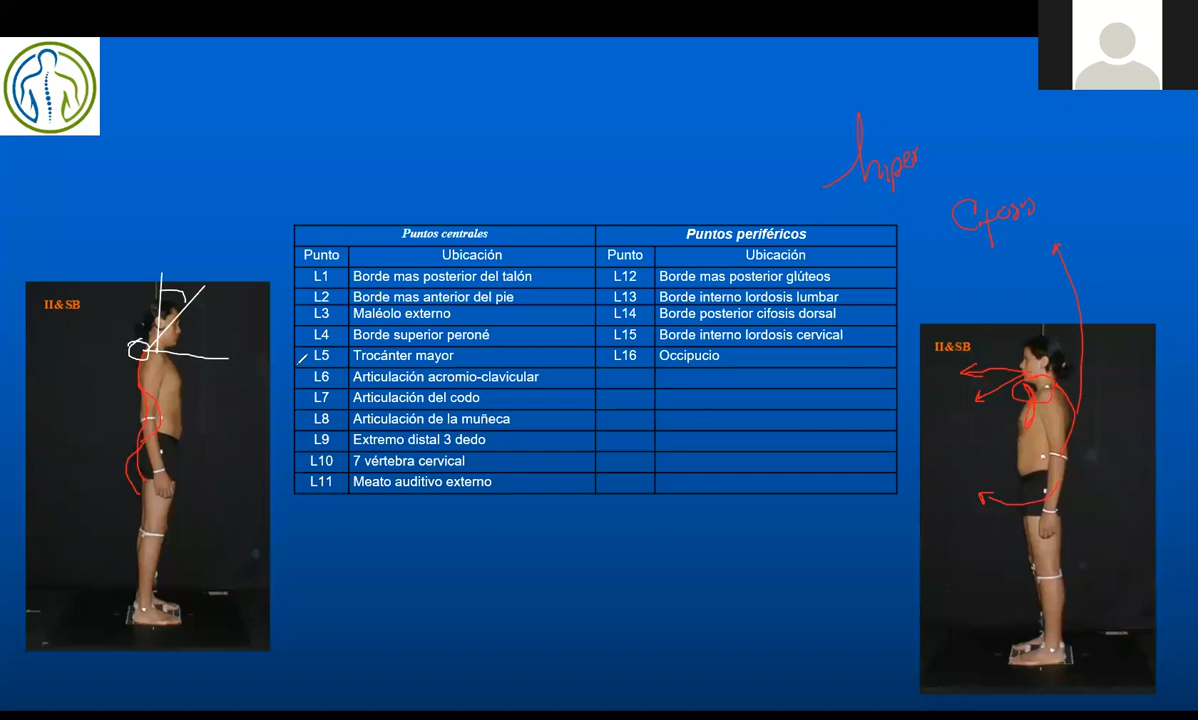 hiper
Cfosis
Puntos centrales Puntos periféricos
Punto Ubicación Punto Ubicación
L1 Borde mas posterior del talón L12 Borde mas posterior glúteos
L2 Borde mas anterior del pie L13 Borde interno lordosis lumbar
L3 Maléolo externo L14 Borde posterior cifosis dorsal
L4 Borde superior peroné L15 Borde interno lordosis cervical
L5 Trocánter mayor L16 Occipucio
L6 Articulación acromio-clavicular
L7 Articulación del codo
L8 Articulación de la muñeca
L9 Extremo distal 3 dedo
L10 7 vértebra cervical
L11 Meato auditivo externo
II&SB
II&SB